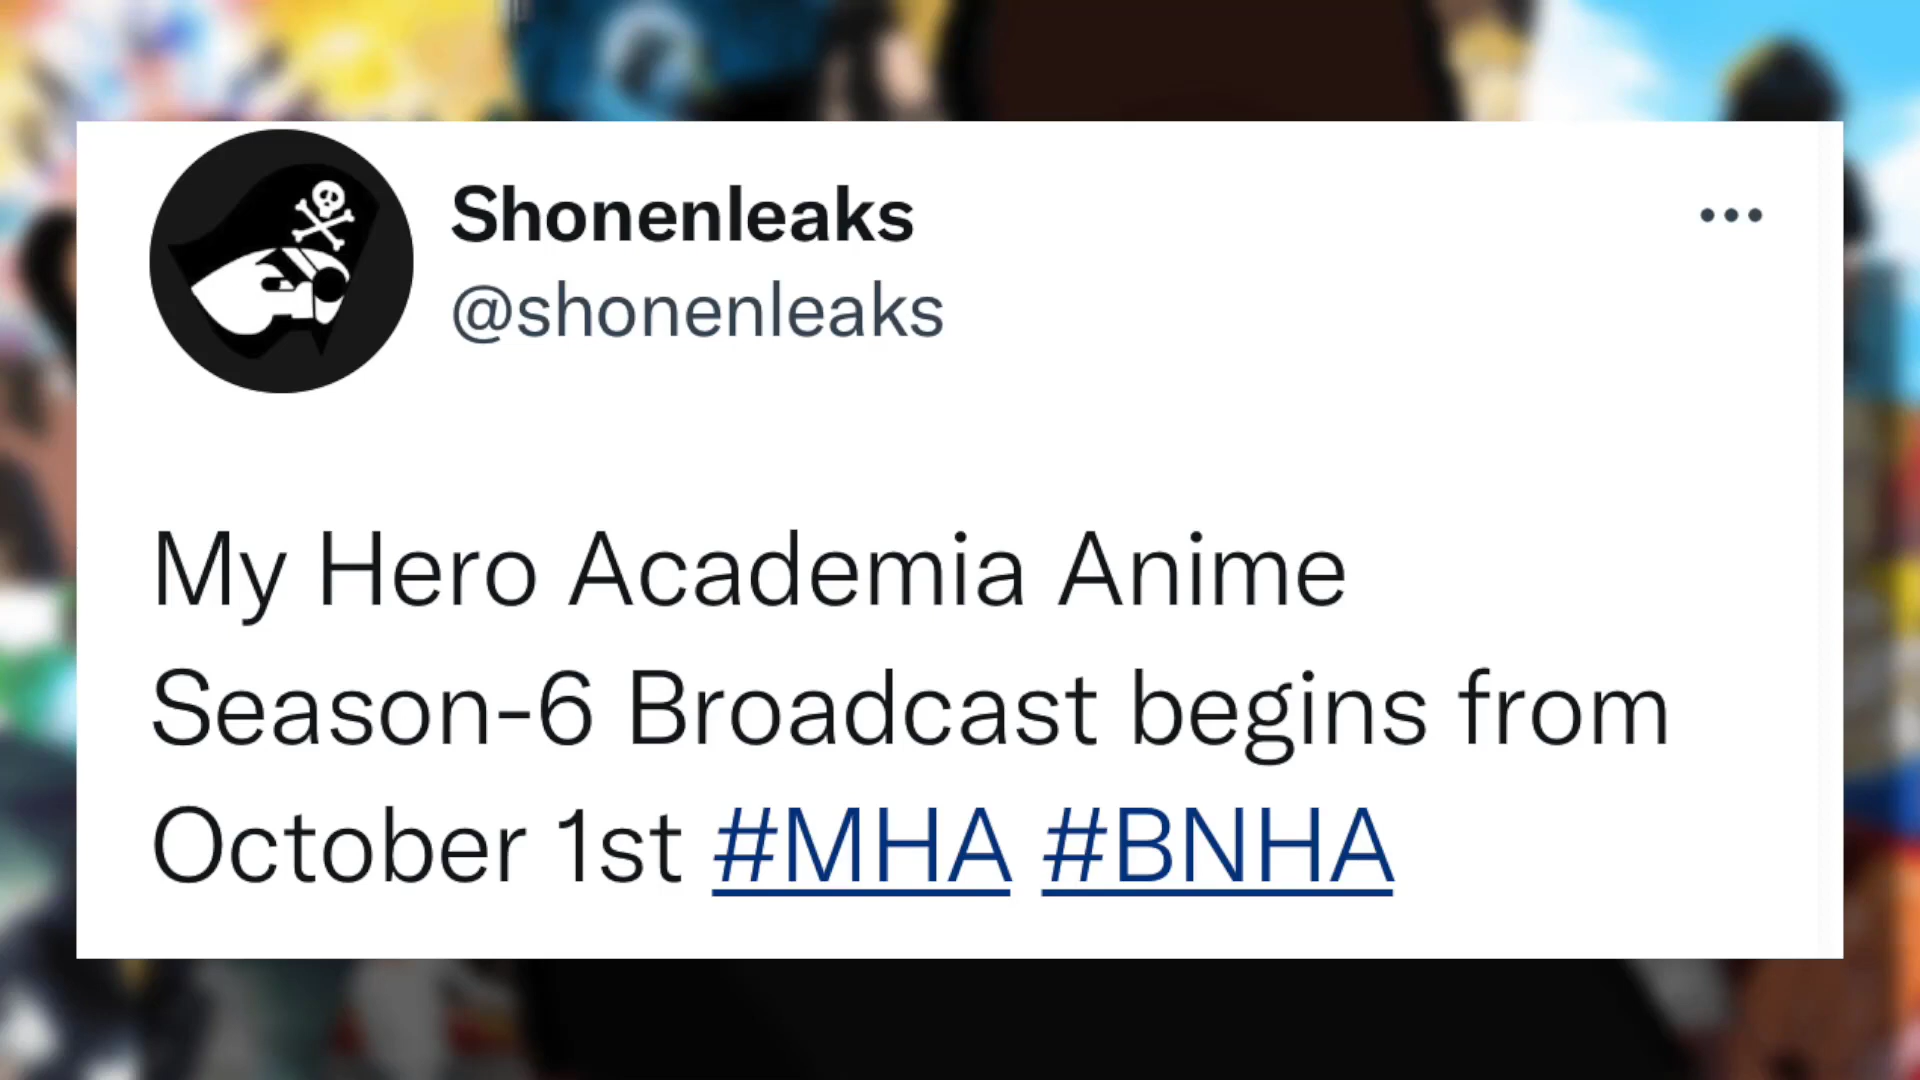 Shonenleaks
@shonenleaks
My Hero Academia Anime
Season-6 Broadcast begins from
October 1st #MHA #BNHA